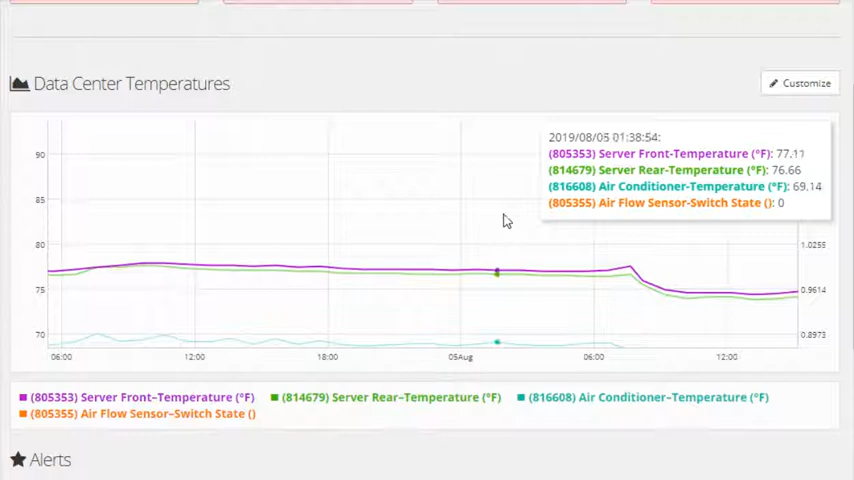 Data Center Temperatures
Customize
2019/08/05 01:38:54:
(805353) Server Front-Temperature (°F): 77.11
(814679) Server Rear-Temperature (°F): 76.66
(816608) Air Conditioner-Temperature (°F): 69.14
(805355) Air Flow Sensor-Switch State (): 0
90
85
80 1.0255
75 0.9614
70 0.8973
06:00 12:00 18:00 05Aug 06:00 12:00
(805353) Server Front–Temperature (°F) (814679) Server Rear–Temperature (°F) (816608) Air Conditioner–Temperature (°F)
(805355) Air Flow Sensor–Switch State ()
Alerts